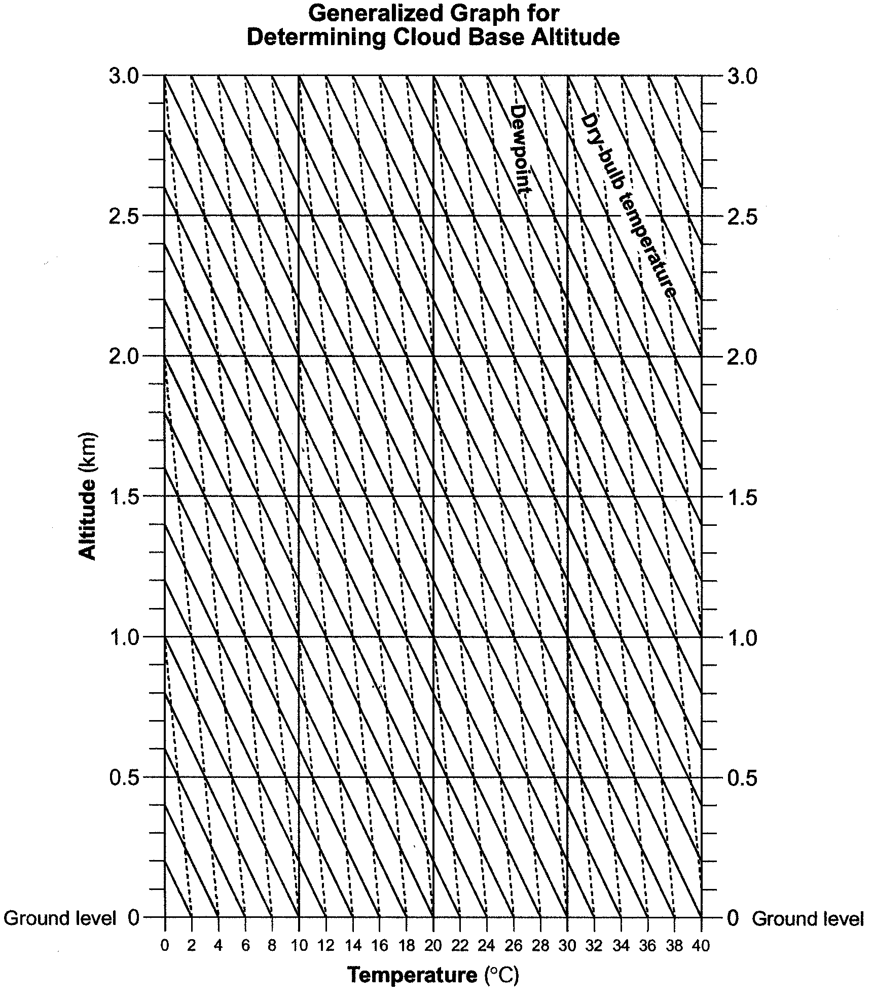 Generalized Graph for
Determining Cloud Base Altitude
3.0 3.0
Dewpoint
Dry-bulb temperature
2.5 2.5
2.0 2.0
Altitude (km)
1.5 1.5
1.0 1.0
0.5 0.5
Ground level 0 0 Ground level
0 2 4 6 8 10 12 14 16 18 20 22 24 26 28 30 32 34 36 38 40
Temperature (°C)